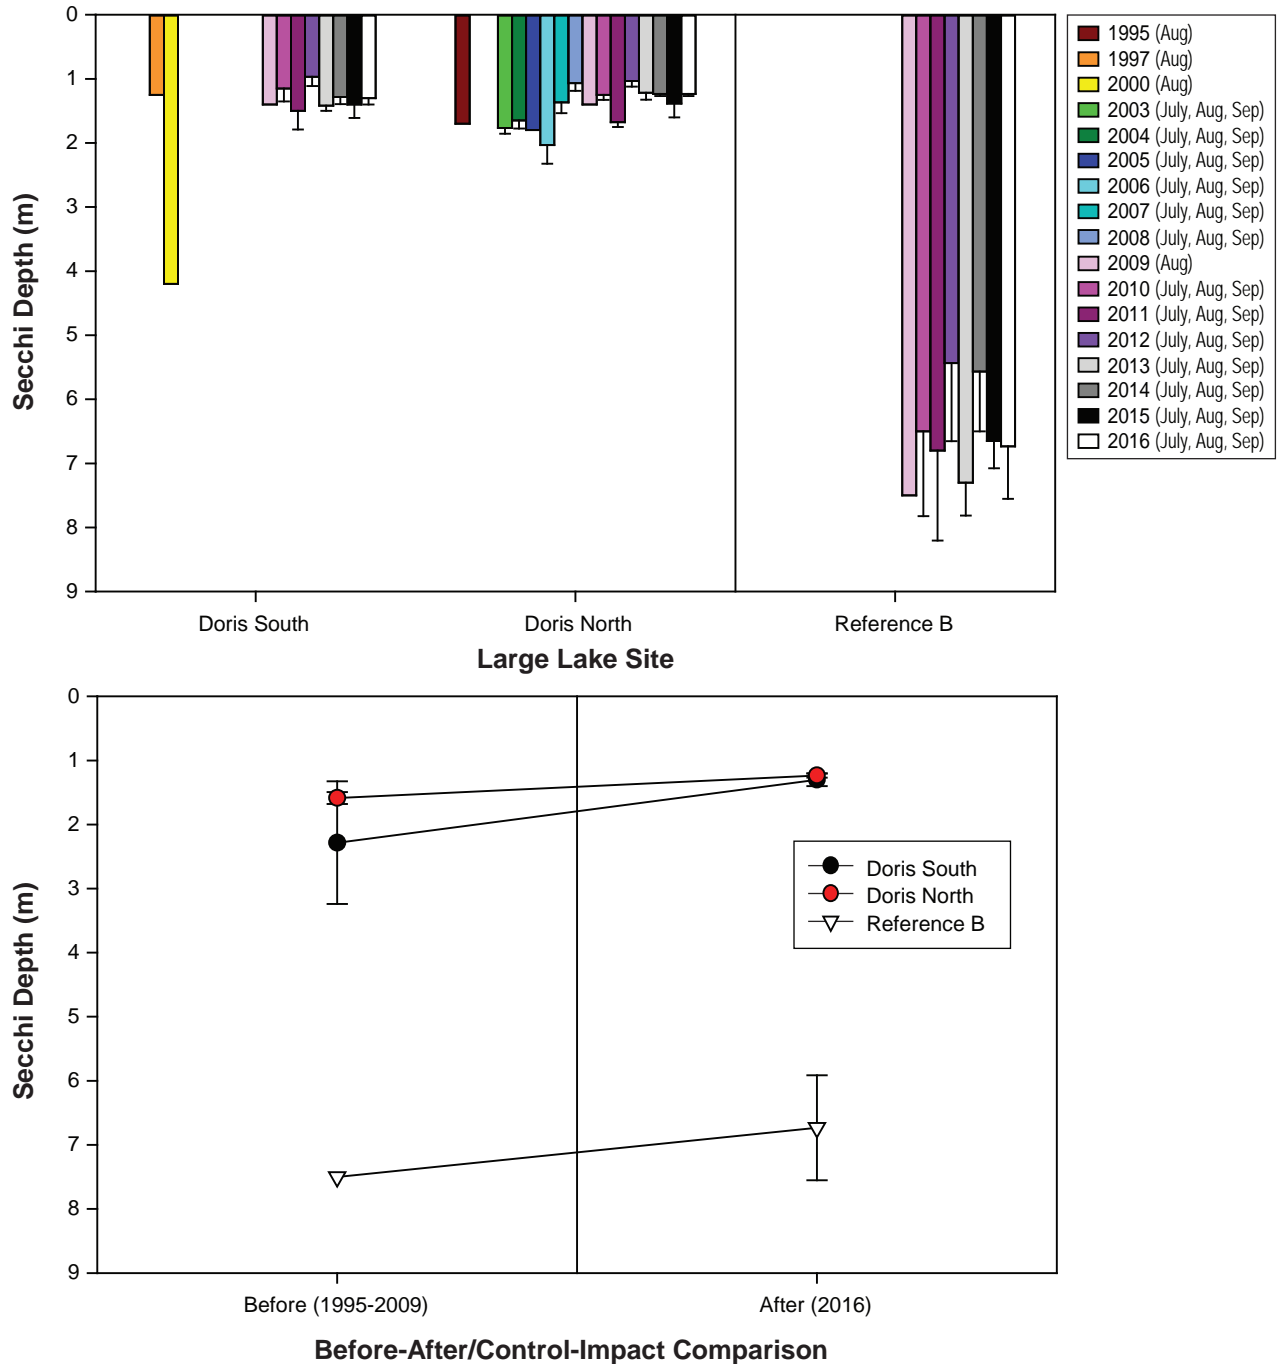 0
1
2
3
4
5
6
7
8
9
Secchi Depth (m)
Doris South
Doris North
Reference B
Large Lake Site
1995 (Aug)
1997 (Aug)
2000 (Aug)
2003 (July, Aug, Sep)
2004 (July, Aug, Sep)
2005 (July, Aug, Sep)
2006 (July, Aug, Sep)
2007 (July, Aug, Sep)
2008 (July, Aug, Sep)
2009 (Aug)
2010 (July, Aug, Sep)
2011 (July, Aug, Sep)
2012 (July, Aug, Sep)
2013 (July, Aug, Sep)
2014 (July, Aug, Sep)
2015 (July, Aug, Sep)
2016 (July, Aug, Sep)
0
1
2
3
4
5
6
7
8
9
Secchi Depth (m)
Doris South
Doris North
Reference B
Before (1995-2009)
After (2016)
Before-After/Control-Impact Comparison